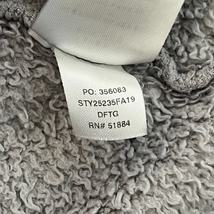 PO: 356063
STY25235FA19
DFTG
RN# 51884